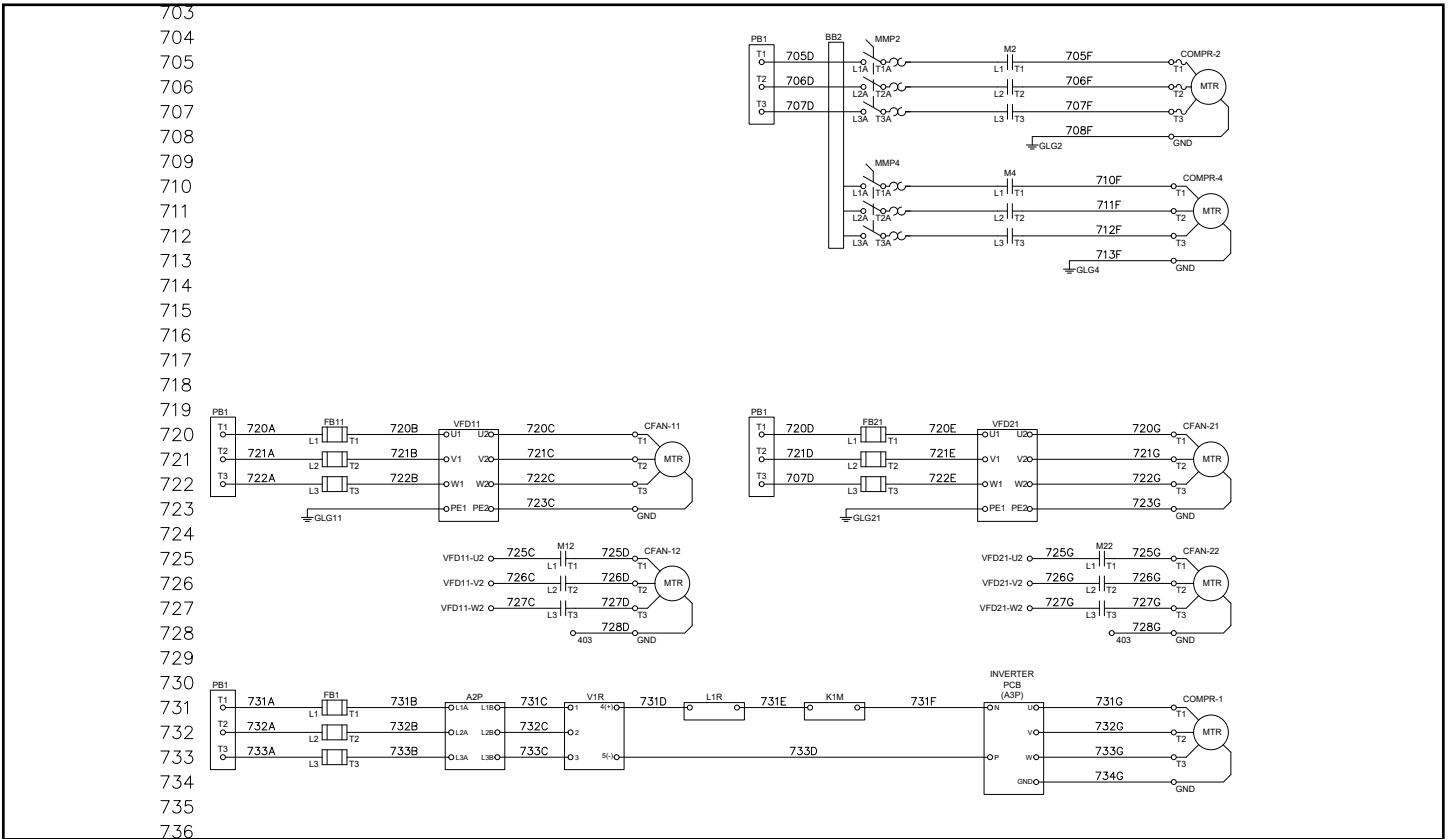 703
704
PB1 BB2 MMP2
705 T1 705D L1A T1A M2 L1 T1 705F T1 COMPR-2
706 T2 706D L2A T2A L2 T2 706F T2 MTR
707 T3 707D L3A T3A L3 T3 707F T3
708 GLG2 708F GND
709
MMP4
710 L1A T1A M4 L1 T1 710F T1 COMPR-4
711 L2A T2A L2 T2 711F T2 MTR
712 L3A T3A L3 T3 712F T3
713 GLG4 713F GND
714
715
716
717
718
719
PB1 FB11 VFD11 CFAN-11 PB1 FB21 VFD21 CFAN-21
720 T1 720A L1 T1 720B U1 U2 720C T1 T1 720D L1 T1 720E U1 U2 720G T1
721 T2 721A L2 T2 721B V1 V2 721C T2 MTR T2 721D L2 T2 721E V1 V2 721G T2 MTR
722 T3 722A L3 T3 722B W1 W2 722C T3 T3 707D L3 T3 722E W1 W2 722G T3
723 GLG11 PE1 PE2 723C GND GLG21 PE1 PE2 723G GND
724
725 VFD11-U2 725C M12 L1 T1 725D T1 CFAN-12 VFD21-U2 725G M22 L1 T1 725G T1 CFAN-22
726 VFD11-V2 726C L2 T2 726D T2 MTR VFD21-V2 726G L2 T2 726G T2 MTR
727 VFD11-W2 727C L3 T3 727D T3 VFD21-W2 727G L3 T3 727G T3
728 403 728D GND 403 728G GND
729
730
PB1 FB1 A2P V1R L1R K1M INVERTER PCB (A3P) COMPR-1
731 T1 731A L1 T1 731B L1A L1B 731C 1 4(+) 731D 731E 731F N U 731G T1
732 T2 732A L2 T2 732B L2A L2B 732C 2 V 732G T2 MTR
733 T3 733A L3 T3 733B L3A L3B 733C 3 5(-) 733D P W 733G T3
734 GND 734G GND
735
736